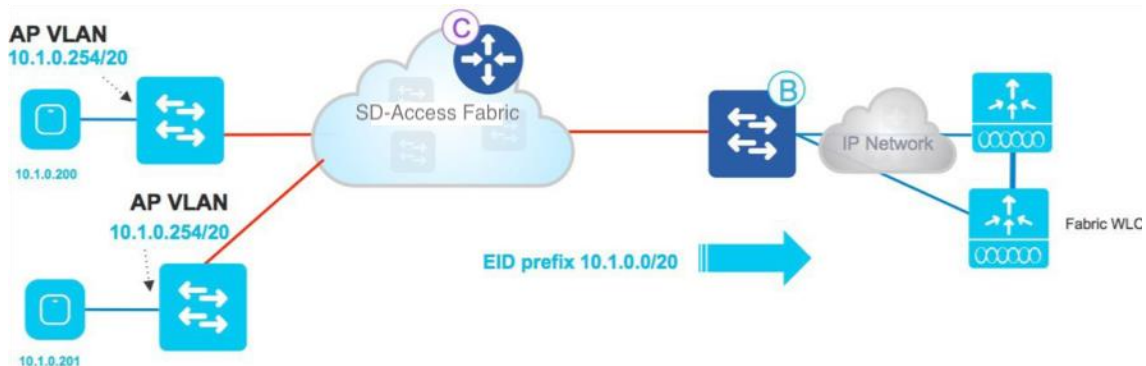 AP VLAN
10.1.0.254/20
10.1.0.200
C
SD-Access Fabric
B
IP Network
AP VLAN
10.1.0.254/20
Fabric WLC
EID prefix 10.1.0.0/20
10.1.0.201